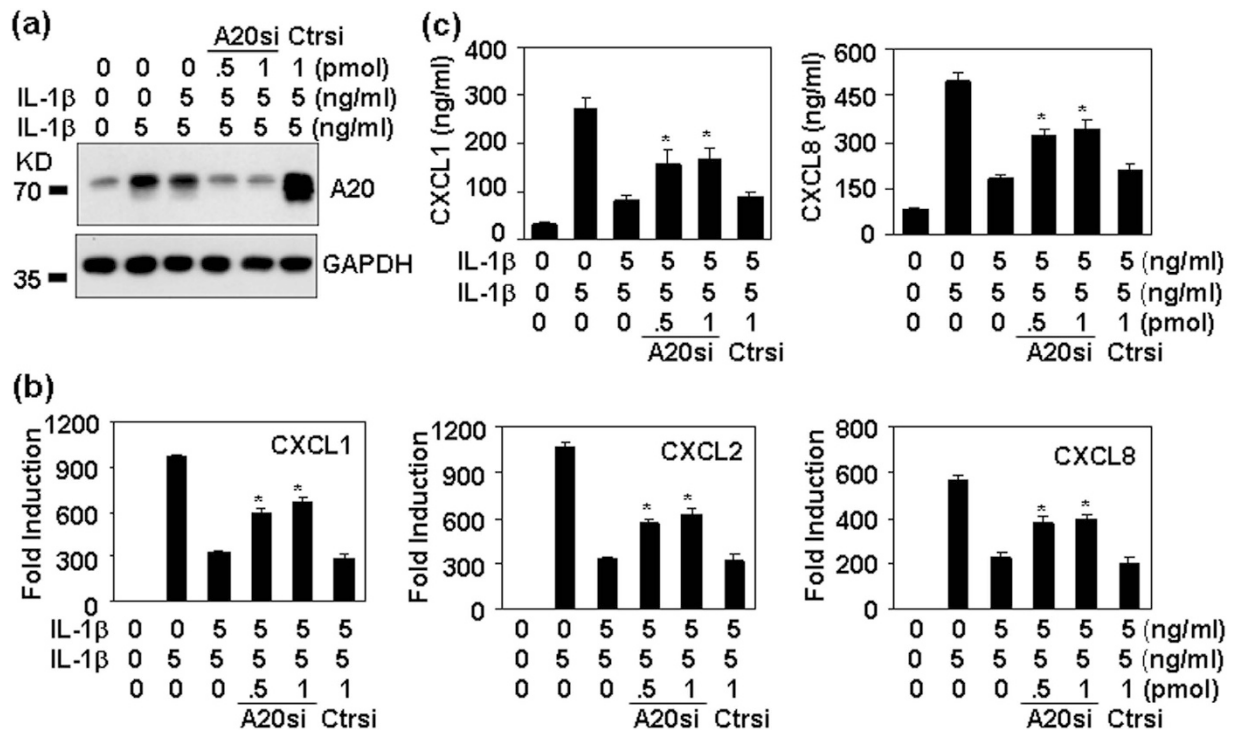 (a)
A20si Ctrsi
0 0 0 .5 1 1 (pmol)
IL-1β 0 0 5 5 5 5 (ng/ml)
IL-1β 0 5 5 5 5 5 (ng/ml)
KD
70
A20
35
GAPDH
(c)
CXCL1 (ng/ml)
400
300
200
100
0
* *
IL-1β 0 0 5 5 5 5
IL-1β 0 5 5 5 5 5
0 0 0 .5 1 1
A20si Ctrsi
CXCL8 (ng/ml)
600
450
300
150
0
* *
0 0 5 5 5 5 (ng/ml)
0 5 5 5 5 5 (ng/ml)
0 0 0 .5 1 1 (pmol)
A20si Ctrsi
(b)
Fold Induction
1200
900
600
300
0
CXCL1
* *
IL-1β 0 0 5 5 5 5
IL-1β 0 5 5 5 5 5
0 0 0 .5 1 1
A20si Ctrsi
Fold Induction
1200
900
600
300
0
CXCL2
* *
0 0 5 5 5 5
0 5 5 5 5 5
0 0 0 .5 1 1
A20si Ctrsi
Fold Induction
800
600
400
200
0
CXCL8
* *
0 0 5 5 5 5 (ng/ml)
0 5 5 5 5 5 (ng/ml)
0 0 0 .5 1 1 (pmol)
A20si Ctrsi